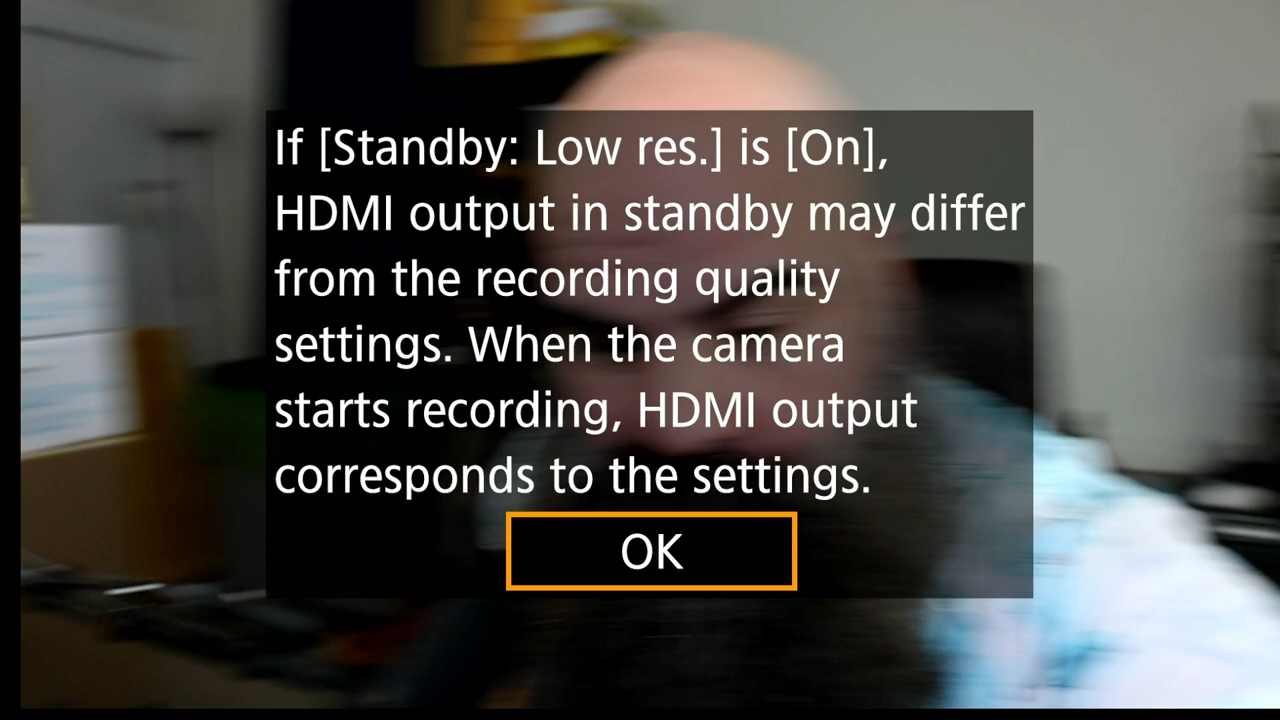 If [Standby: Low res.] is [On],
HDMI output in standby may differ
from the recording quality
settings. When the camera
starts recording, HDMI output
corresponds to the settings.
OK